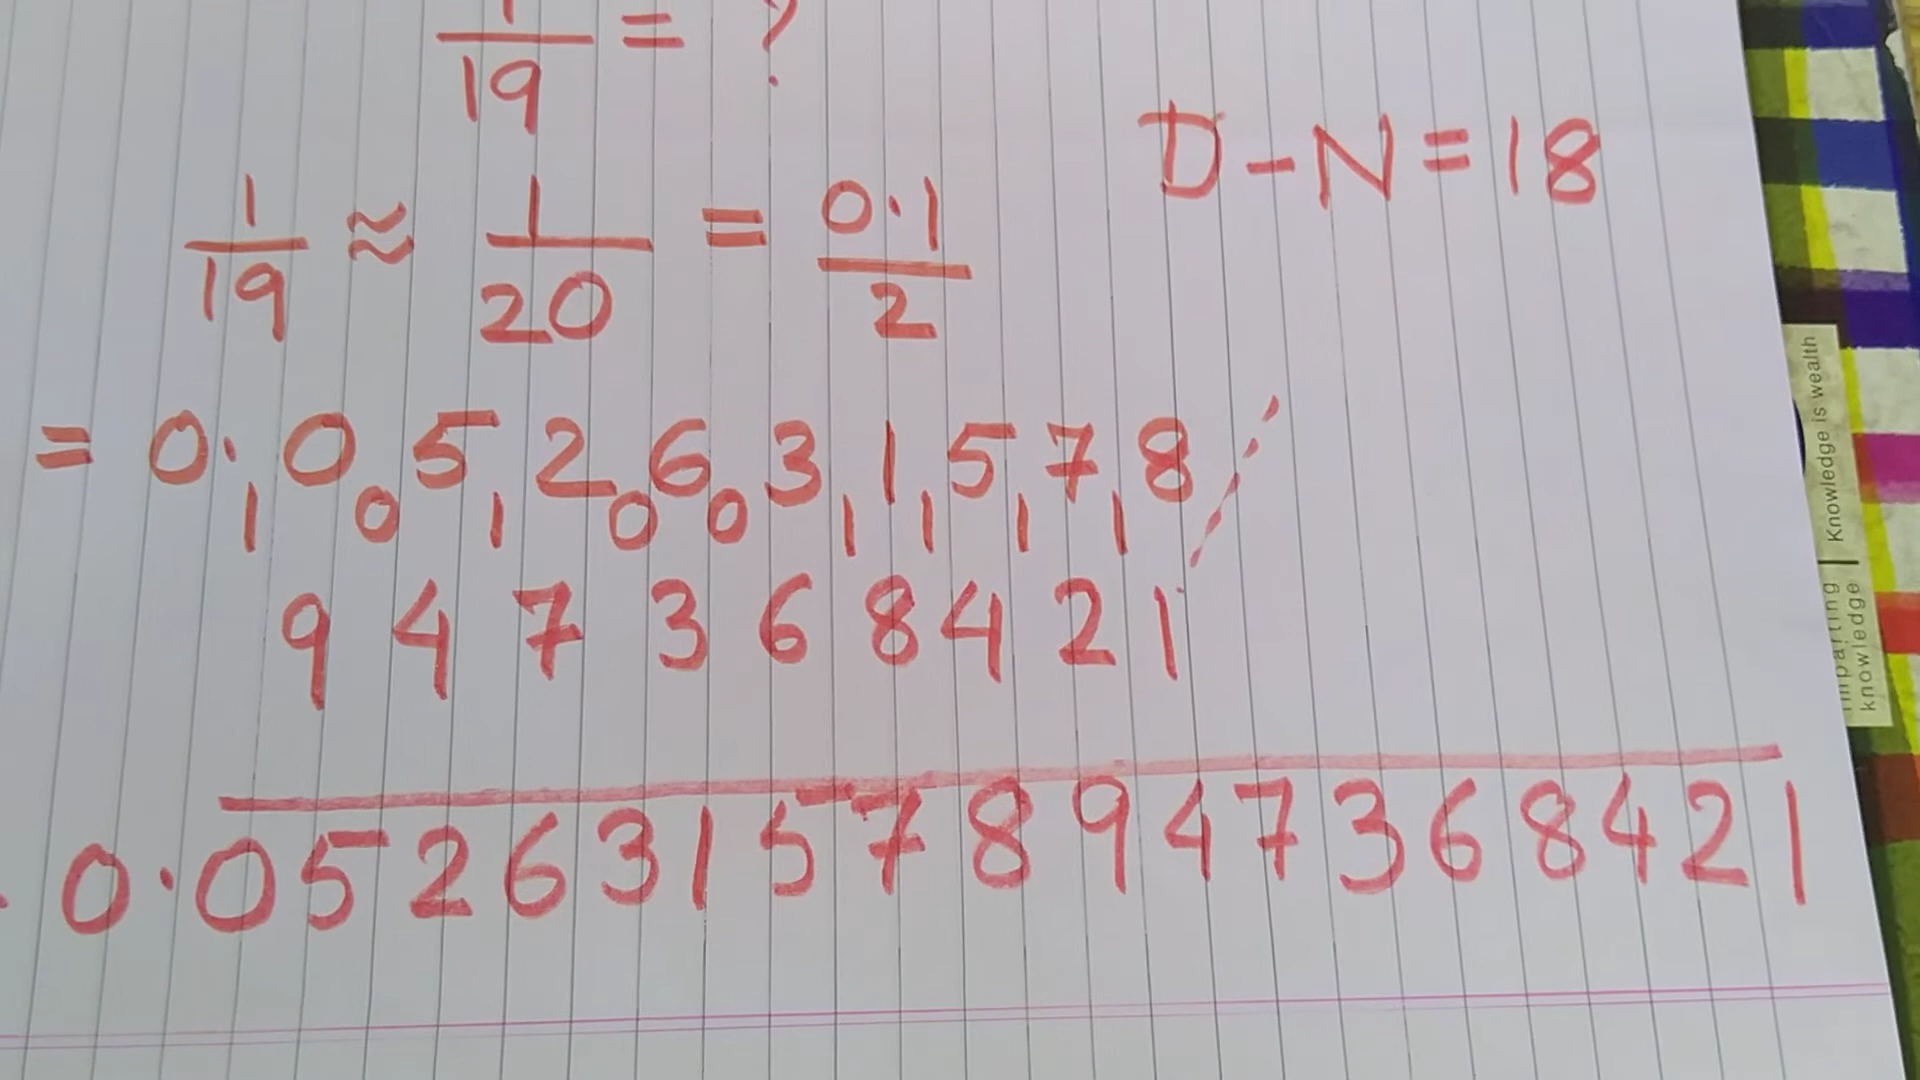 1/19 = ?
D - N = 18
1/19 ≈ 1/20 = 0.1/2
= 0.₁0₀5₁2₀6₀3₁1₁5₁7₁8
9 4 7 3 6 8 4 2 1
0.052631578947368421
Knowledge is wealth
Imparting knowledge